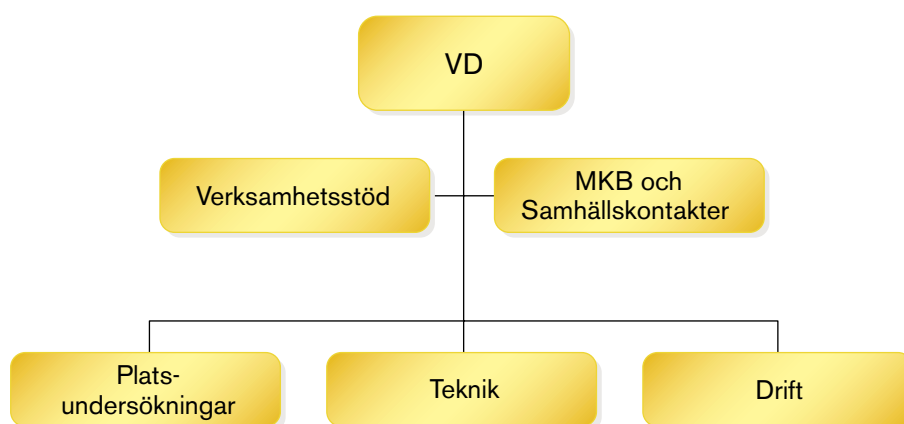 VD
Verksamhetsstöd
MKB och
Samhällskontakter
Plats-
undersökningar
Teknik
Drift